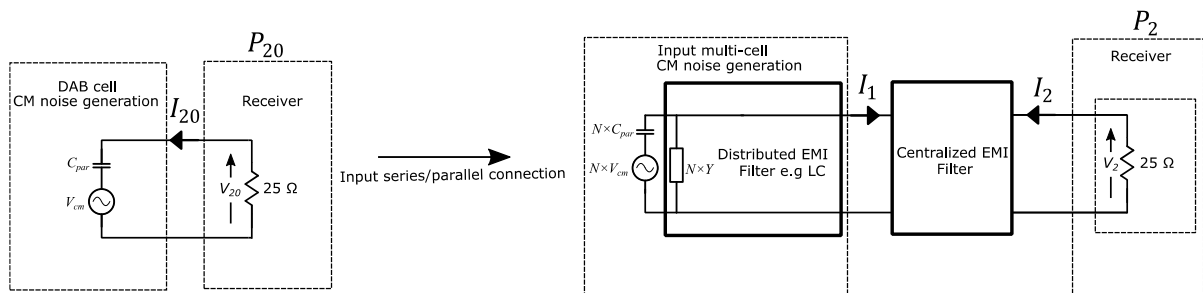 P20
DAB cell
CM noise generation
I20
Receiver
Cpar
Vcm
V20
25 Ω
Input series/parallel connection
Input multi-cell
CM noise generation
N×Cpar
N×Vcm
N×Y
Distributed EMI
Filter e.g LC
I1
Centralized EMI
Filter
I2
P2
Receiver
V2
25 Ω